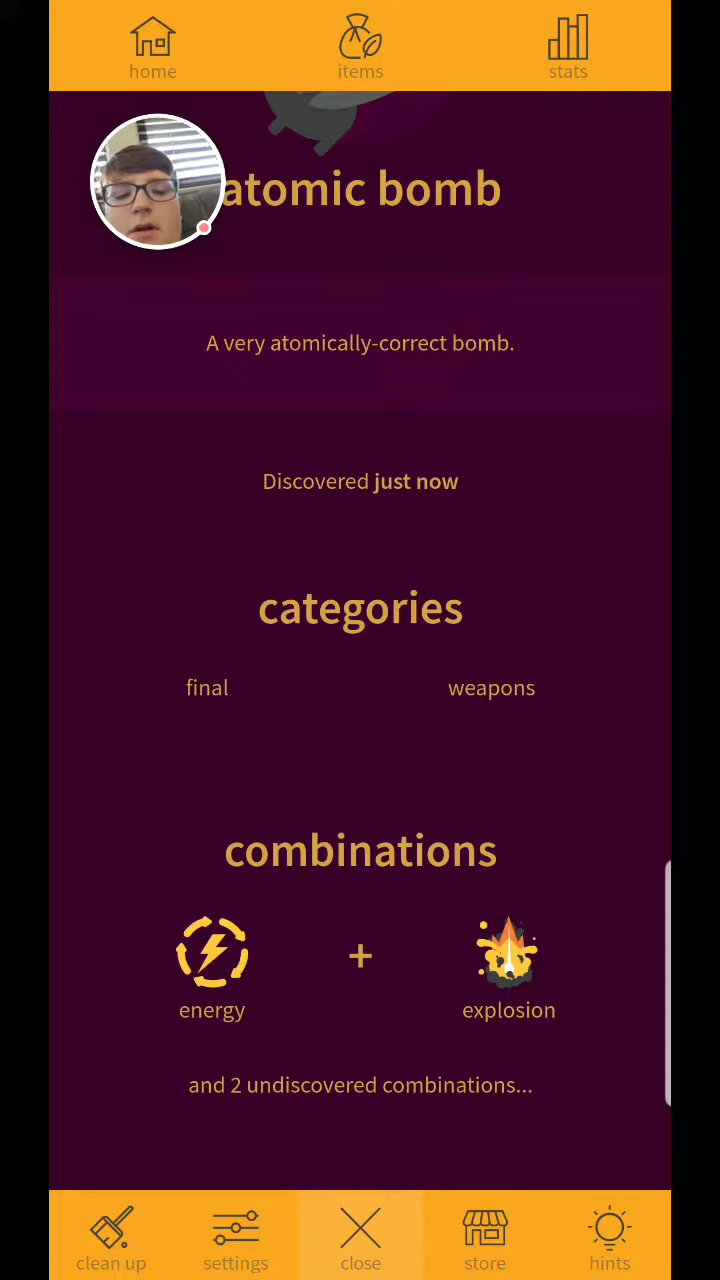 home
items
stats
atomic bomb
A very atomically-correct bomb.
Discovered just now
categories
final
weapons
combinations
energy
+
explosion
and 2 undiscovered combinations...
clean up
settings
close
store
hints